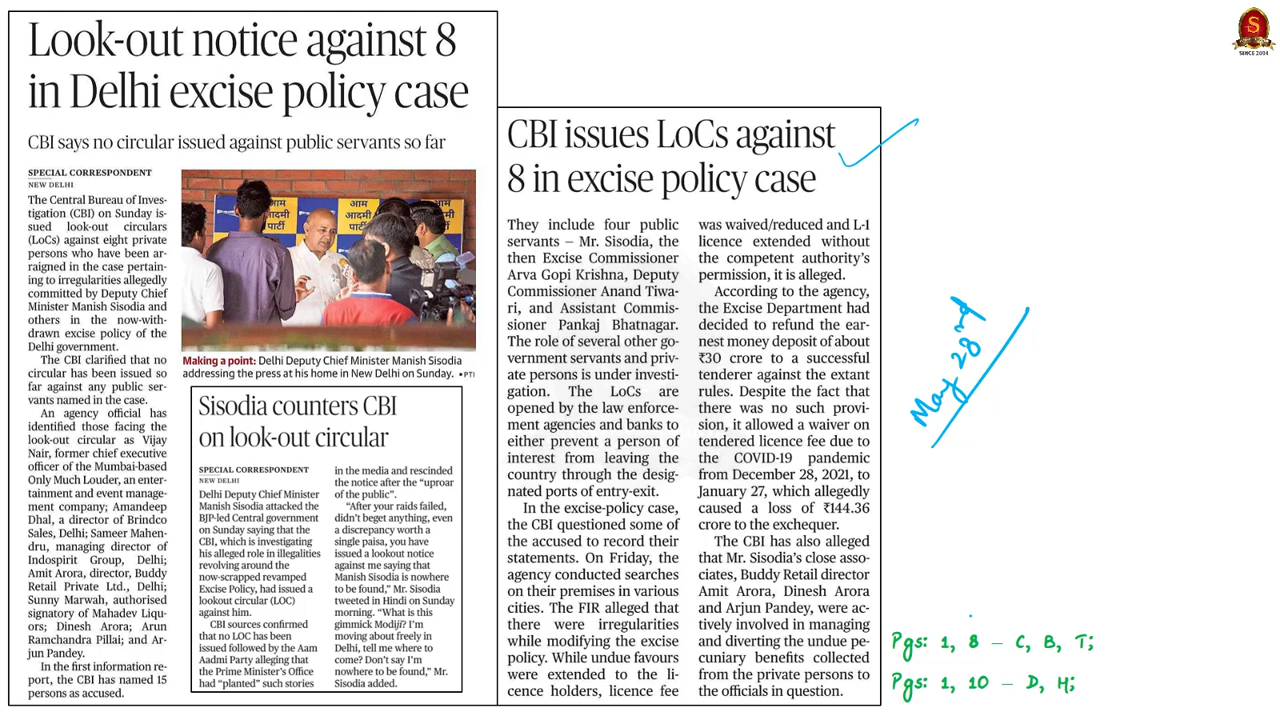 Look-out notice against 8
in Delhi excise policy case
CBI says no circular issued against public servants so far
SPECIAL CORRESPONDENT
NEW DELHI
The Central Bureau of Inves-
tigation (CBI) on Sunday is-
sued look-out circulars
(LoCs) against eight private
persons who have been ar-
raigned in the case pertain-
ing to irregularities allegedly
committed by Deputy Chief
Minister Manish Sisodia and
others in the now-with-
drawn excise policy of the
Delhi government.
The CBI clarified that no
circular has been issued so
far against any public ser-
vants named in the case.
An agency official has
identified those facing the
look-out circular as Vijay
Nair, former chief executive
officer of the Mumbai-based
Only Much Louder, an enter-
tainment and event manage-
ment company; Amandeep
Dhal, a director of Brindco
Sales, Delhi; Sameer Mahen-
dru, managing director of
Indospirit Group, Delhi;
Amit Arora, director, Buddy
Retail Private Ltd., Delhi;
Sunny Marwah, authorised
signatory of Mahadev Liqu-
ors; Dinesh Arora; Arun
Ramchandra Pillai; and Ar-
jun Pandey.
In the first information re-
port, the CBI has named 15
persons as accused.
आम
आदमी
पार्टी
आम
आदमी
पार्टी
Making a point: Delhi Deputy Chief Minister Manish Sisodia
addressing the press at his home in New Delhi on Sunday. • PTI
Sisodia counters CBI
on look-out circular
SPECIAL CORRESPONDENT
NEW DELHI
Delhi Deputy Chief Minister
Manish Sisodia attacked the
BJP-led Central government
on Sunday saying that the
CBI, which is investigating
his alleged role in illegalities
revolving around the
now-scrapped revamped
Excise Policy, had issued a
lookout circular (LOC)
against him.
CBI sources confirmed
that no LOC has been
issued followed by the Aam
Aadmi Party alleging that
the Prime Minister's Office
had “planted” such stories
in the media and rescinded
the notice after the “uproar
of the public”.
“After your raids failed,
didn't beget anything, even
a discrepancy worth a
single paisa, you have
issued a lookout notice
against me saying that
Manish Sisodia is nowhere
to be found,” Mr. Sisodia
tweeted in Hindi on Sunday
morning. “What is this
gimmick Modiji? I'm
moving about freely in
Delhi, tell me where to
come? Don't say I'm
nowhere to be found,” Mr.
Sisodia added.
CBI issues LoCs against
8 in excise policy case
They include four public
servants – Mr. Sisodia, the
then Excise Commissioner
Arva Gopi Krishna, Deputy
Commissioner Anand Tiwa-
ri, and Assistant Commis-
sioner Pankaj Bhatnagar.
The role of several other go-
vernment servants and priv-
ate persons is under investi-
gation. The LoCs are
opened by the law enforce-
ment agencies and banks to
either prevent a person of
interest from leaving the
country through the desig-
nated ports of entry-exit.
In the excise-policy case,
the CBI questioned some of
the accused to record their
statements. On Friday, the
agency conducted searches
on their premises in various
cities. The FIR alleged that
there were irregularities
while modifying the excise
policy. While undue favours
were extended to the li-
cence holders, licence fee
was waived/reduced and L-1
licence extended without
the competent authority's
permission, it is alleged.
According to the agency,
the Excise Department had
decided to refund the ear-
nest money deposit of about
₹30 crore to a successful
tenderer against the extant
rules. Despite the fact that
there was no such provi-
sion, it allowed a waiver on
tendered licence fee due to
the COVID-19 pandemic
from December 28, 2021, to
January 27, which allegedly
caused a loss of ₹144.36
crore to the exchequer.
The CBI has also alleged
that Mr. Sisodia's close asso-
ciates, Buddy Retail director
Amit Arora, Dinesh Arora
and Arjun Pandey, were ac-
tively involved in managing
and diverting the undue pe-
cuniary benefits collected
from the private persons to
the officials in question.
May 28 rd
Pgs: 1, 8 – C, B, T;
Pgs: 1, 10 – D, H;
S
SINCE 2004